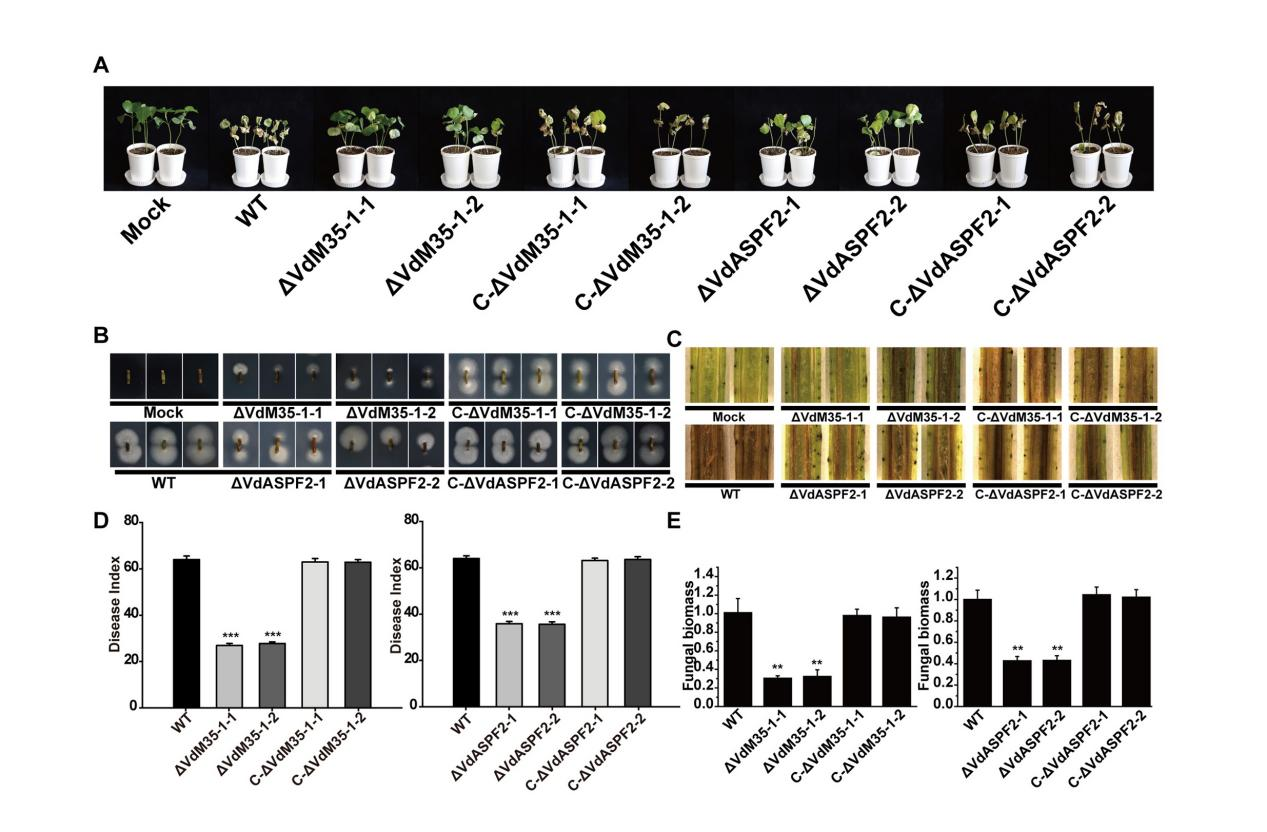 A
Mock
WT
ΔVdM35-1-1
ΔVdM35-1-2
C-ΔVdM35-1-1
C-ΔVdM35-1-2
ΔVdASPF2-1
ΔVdASPF2-2
C-ΔVdASPF2-1
C-ΔVdASPF2-2
B
Mock ΔVdM35-1-1 ΔVdM35-1-2 C-ΔVdM35-1-1 C-ΔVdM35-1-2
WT ΔVdASPF2-1 ΔVdASPF2-2 C-ΔVdASPF2-1 C-ΔVdASPF2-2
C
Mock ΔVdM35-1-1 ΔVdM35-1-2 C-ΔVdM35-1-1 C-ΔVdM35-1-2
WT ΔVdASPF2-1 ΔVdASPF2-2 C-ΔVdASPF2-1 C-ΔVdASPF2-2
D
Disease Index
80
60
40
20
0
*** ***
WT
ΔVdM35-1-1
ΔVdM35-1-2
C-ΔVdM35-1-1
C-ΔVdM35-1-2
Disease Index
80
60
40
20
0
*** ***
WT
ΔVdASPF2-1
ΔVdASPF2-2
C-ΔVdASPF2-1
C-ΔVdASPF2-2
E
Fungal biomass
1.4
1.2
1.0
0.8
0.6
0.4
0.2
0.0
** **
WT
ΔVdM35-1-1
ΔVdM35-1-2
C-ΔVdM35-1-1
C-ΔVdM35-1-2
Fungal biomass
1.2
1.0
0.8
0.6
0.4
0.2
0.0
** **
WT
ΔVdASPF2-1
ΔVdASPF2-2
C-ΔVdASPF2-1
C-ΔVdASPF2-2